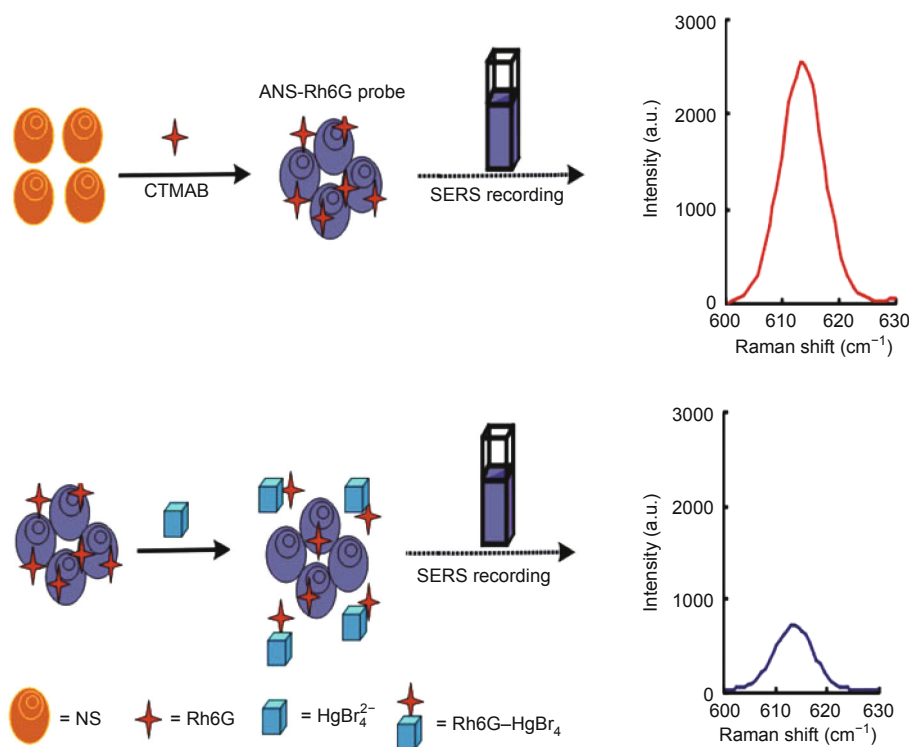 ANS-Rh6G probe
CTMAB
SERS recording
Intensity (a.u.)
3000
2000
1000
0
600 610 620 630
Raman shift (cm⁻¹)
SERS recording
Intensity (a.u.)
3000
2000
1000
0
600 610 620 630
Raman shift (cm⁻¹)
= NS = Rh6G = HgBr₄²⁻ = Rh6G–HgBr₄